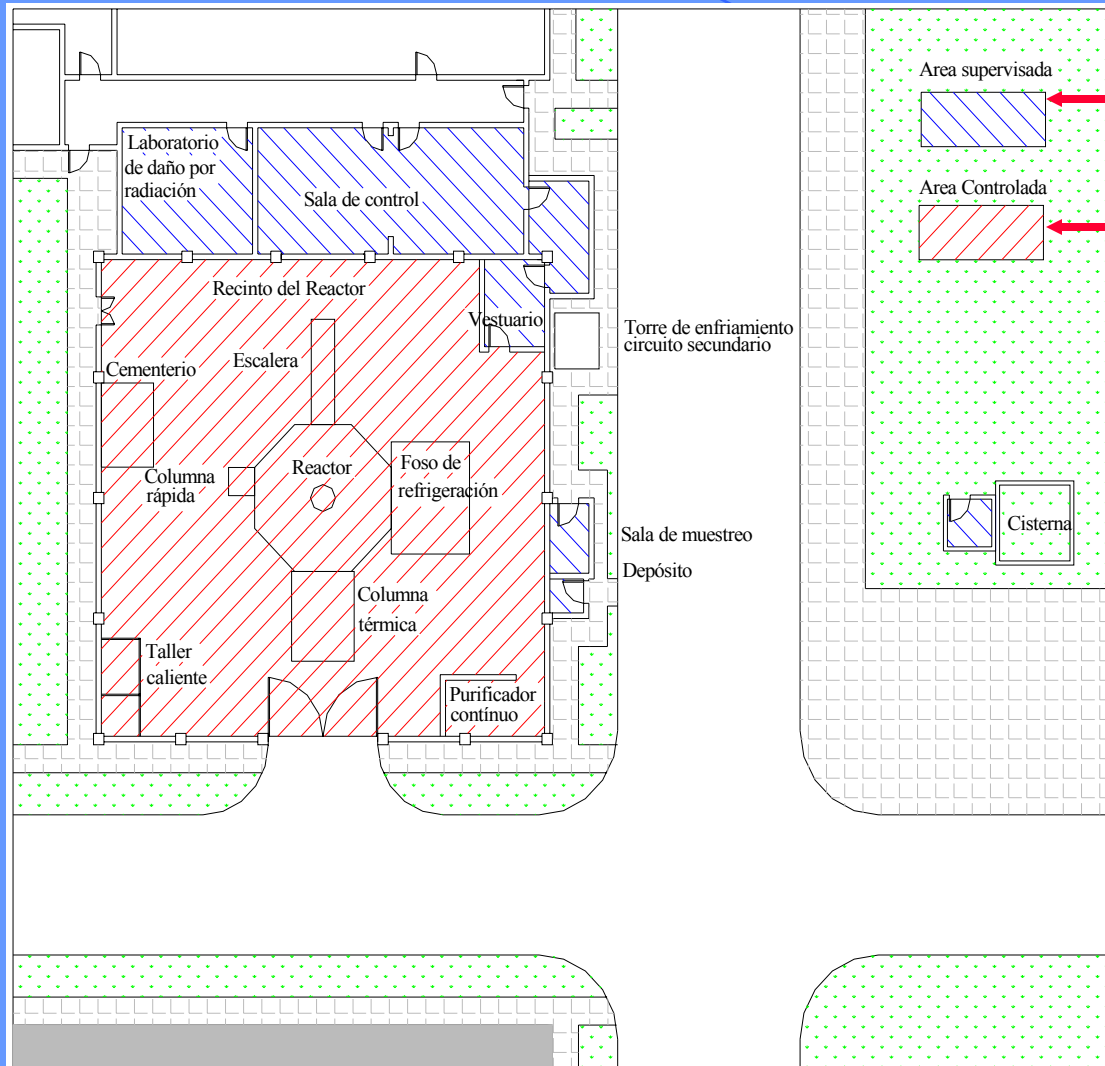 Area supervisada
Laboratorio
de daño por
radiación
Sala de control
Area Controlada
Recinto del Reactor
Vestuario
Torre de enfriamiento
circuito secundario
Escalera
Cementerio
Reactor
Foso de
refrigeración
Columna
rápida
Cisterna
Sala de muestreo
Depósito
Columna
térmica
Taller
caliente
Purificador
contínuo